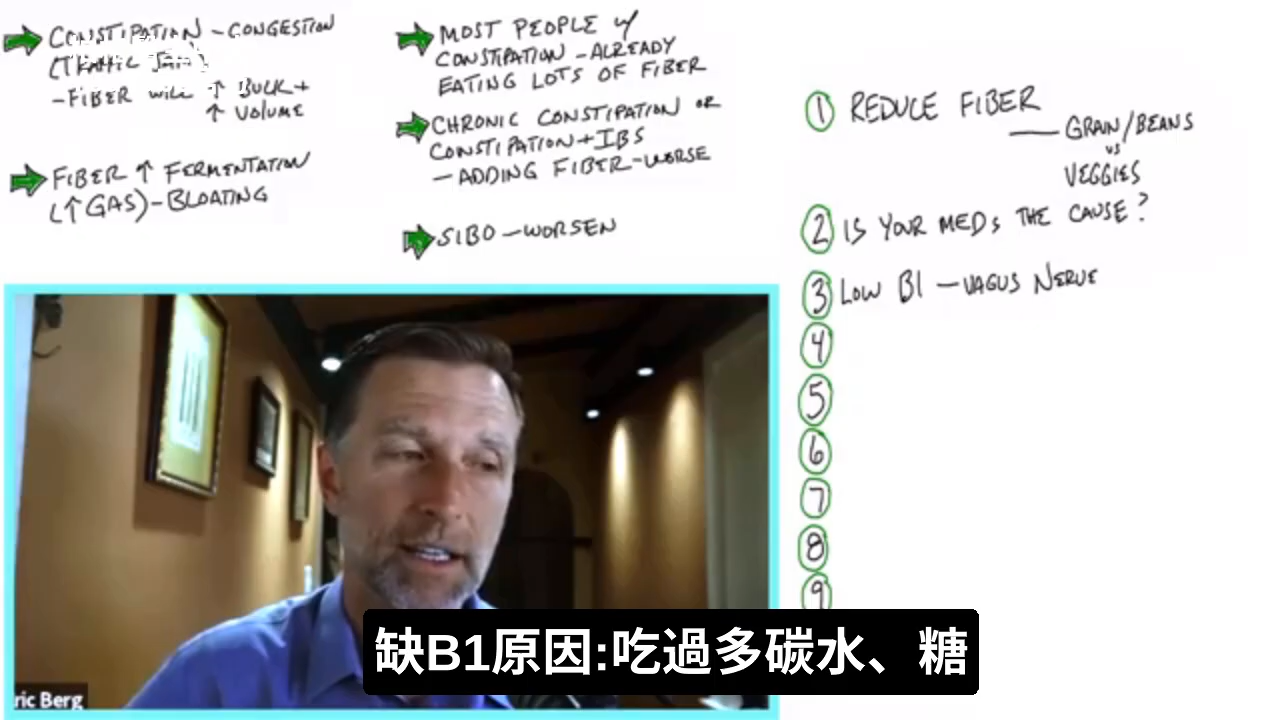 CONSTIPATION - CONGESTION
(TRAFFIC JAM)
- FIBER WILL ↑ BULK +
↑ VOLUME
FIBER ↑ FERMENTATION
(↑ GAS) - BLOATING
MOST PEOPLE w/
CONSTIPATION - ALREADY
EATING LOTS OF FIBER
CHRONIC CONSTIPATION OR
CONSTIPATION + IBS
- ADDING FIBER - WORSE
SIBO - WORSEN
① REDUCE FIBER
— GRAIN/BEANS
vs
VEGGIES
② IS YOUR MEDS THE CAUSE?
③ LOW B1 - VAGUS NERVE
④
⑤
⑥
⑦
⑧
⑨
缺B1原因:吃過多碳水、糖
ric Berg